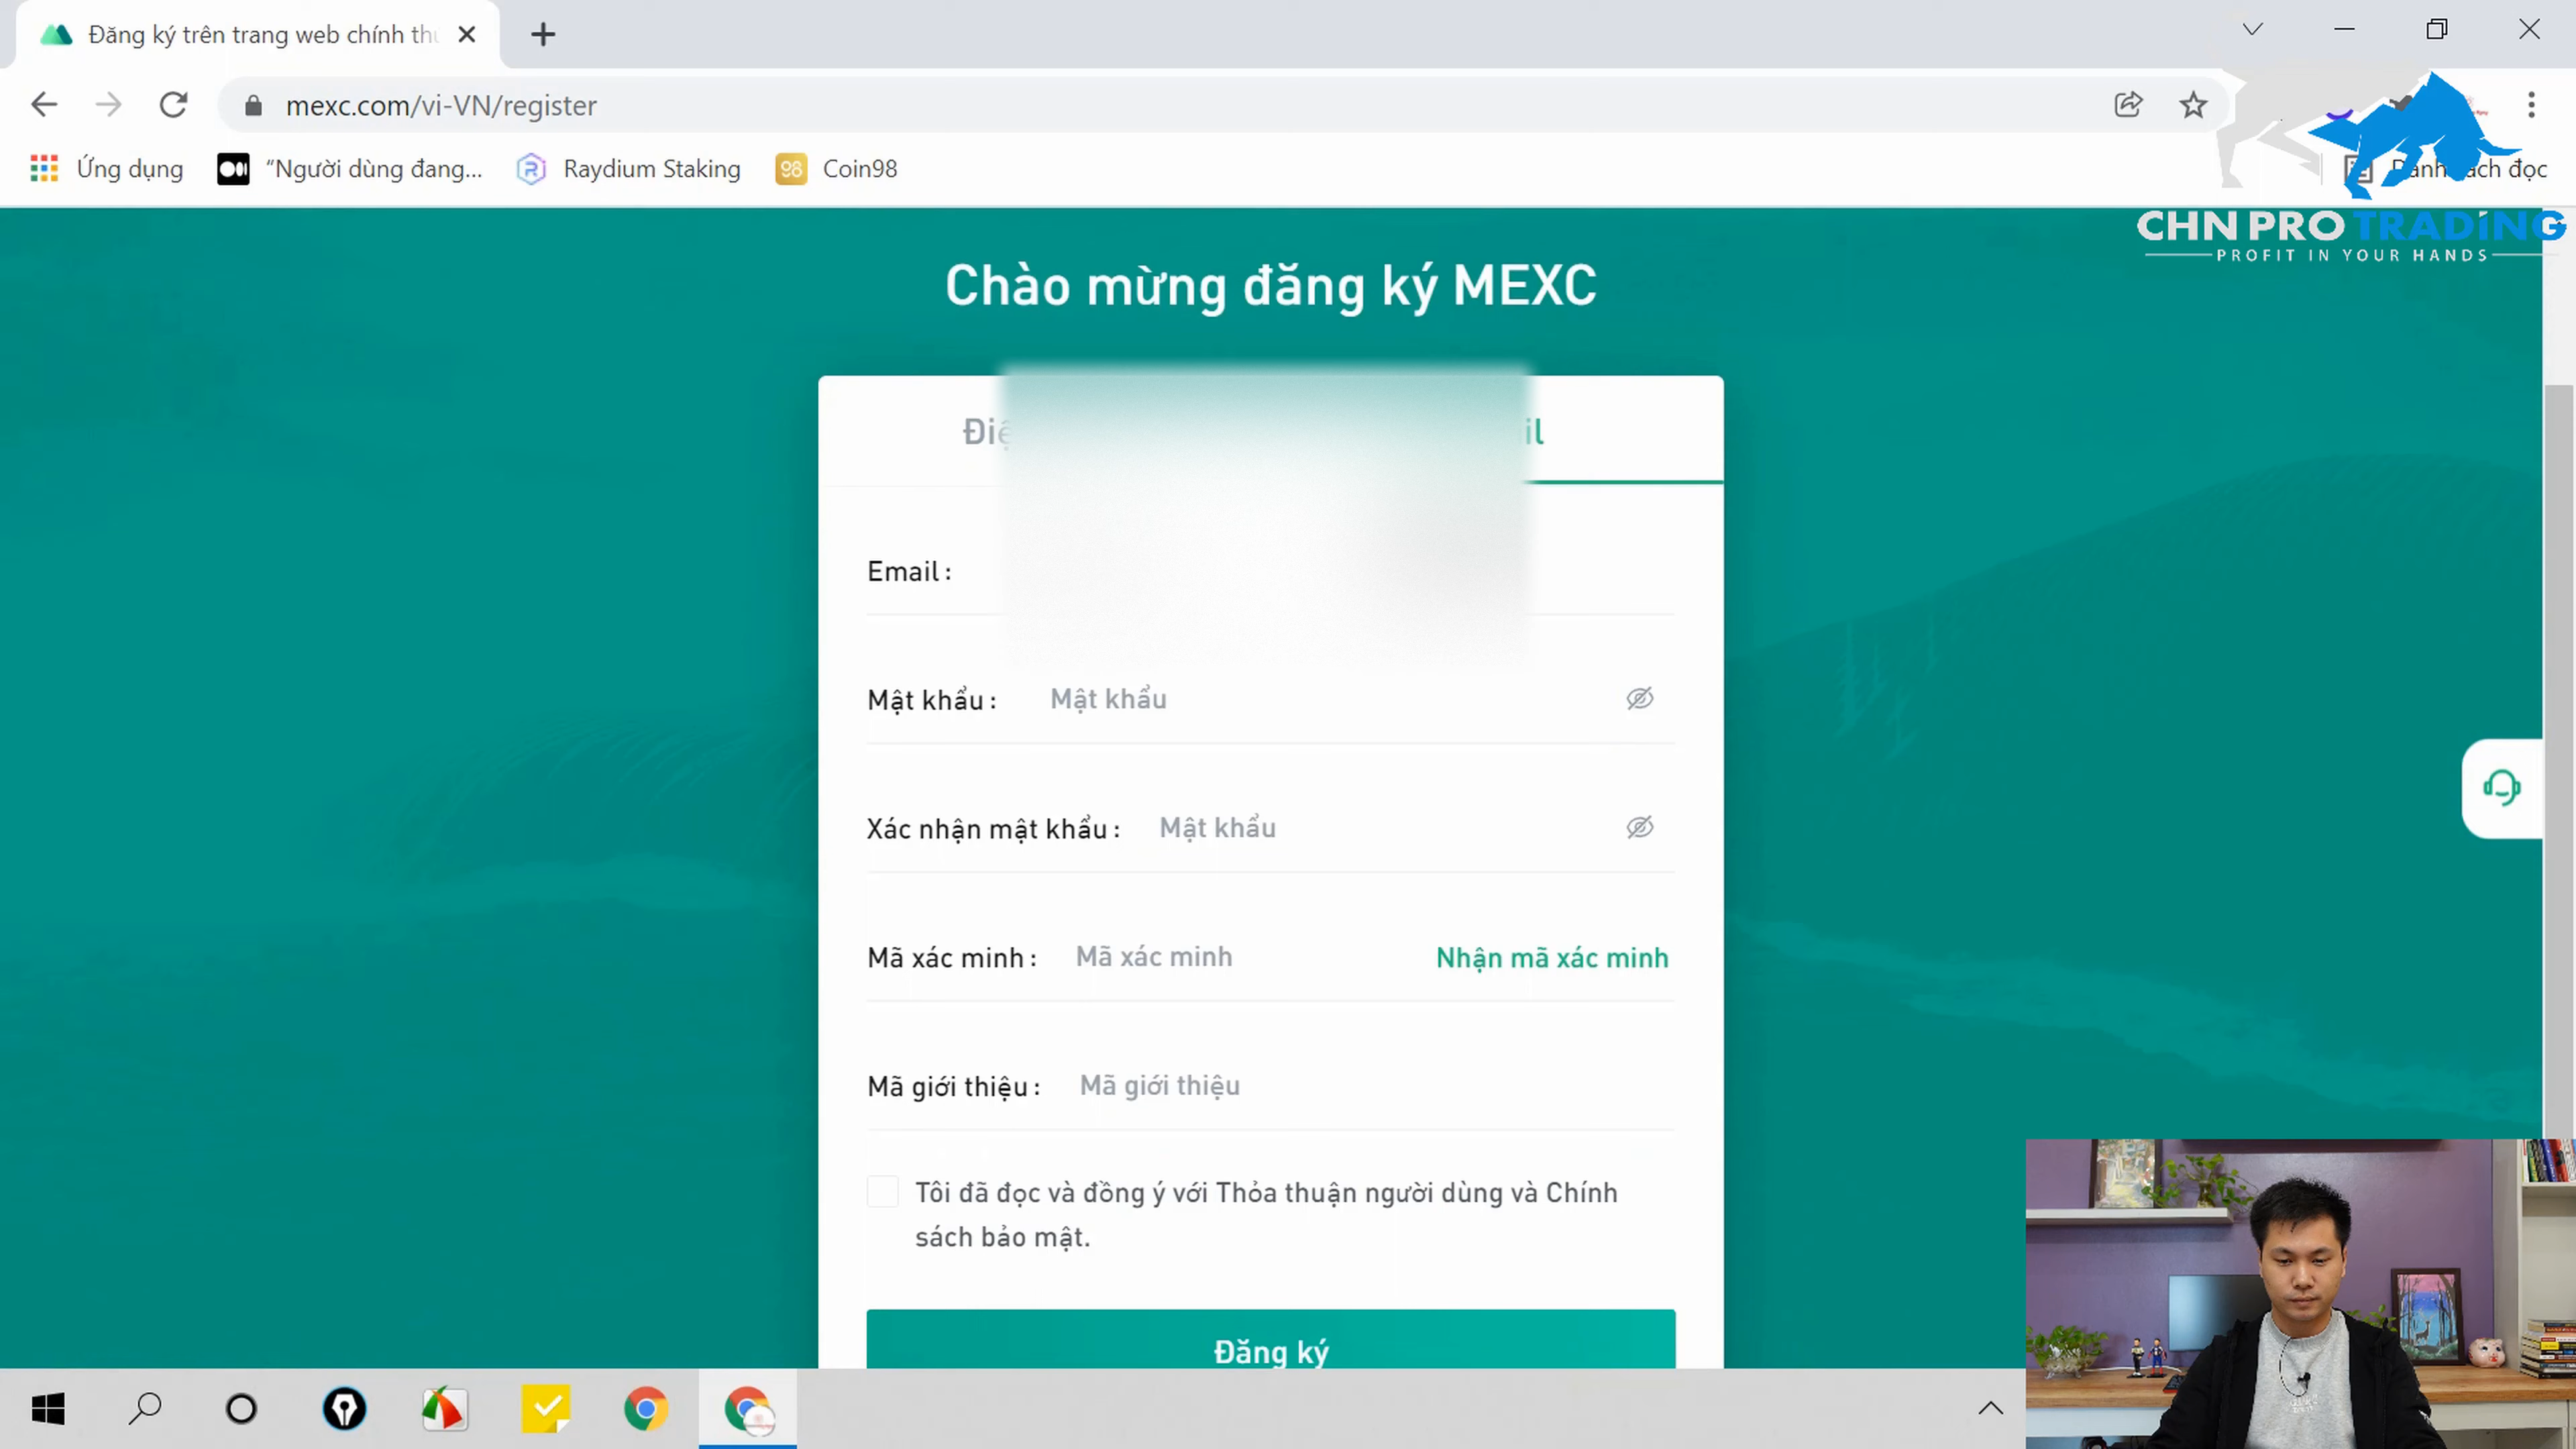 Đăng ký trên trang web chính thu
mexc.com/vi-VN/register
Ứng dụng
“Người dùng đang...
Raydium Staking
98
Coin98
đọc
CHN PRO TRADING
PROFIT IN YOUR HANDS
Chào mừng đăng ký MEXC
Email :
Mật khẩu : Mật khẩu
Xác nhận mật khẩu : Mật khẩu
Mã xác minh : Mã xác minh Nhận mã xác minh
Mã giới thiệu : Mã giới thiệu
Tôi đã đọc và đồng ý với Thỏa thuận người dùng và Chính
sách bảo mật.
Đăng ký